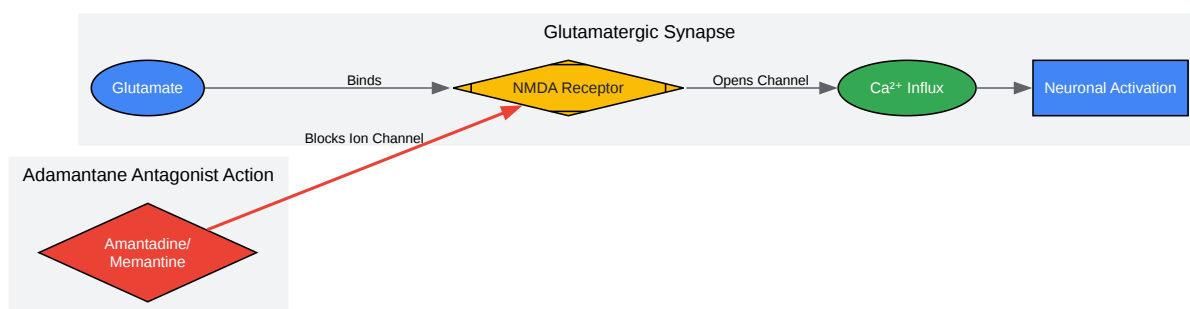 Glutamatergic Synapse
Glutamate
Binds
NMDA Receptor
Opens Channel
Ca²⁺ Influx
Neuronal Activation
Blocks Ion Channel
Adamantane Antagonist Action
Amantadine/
Memantine